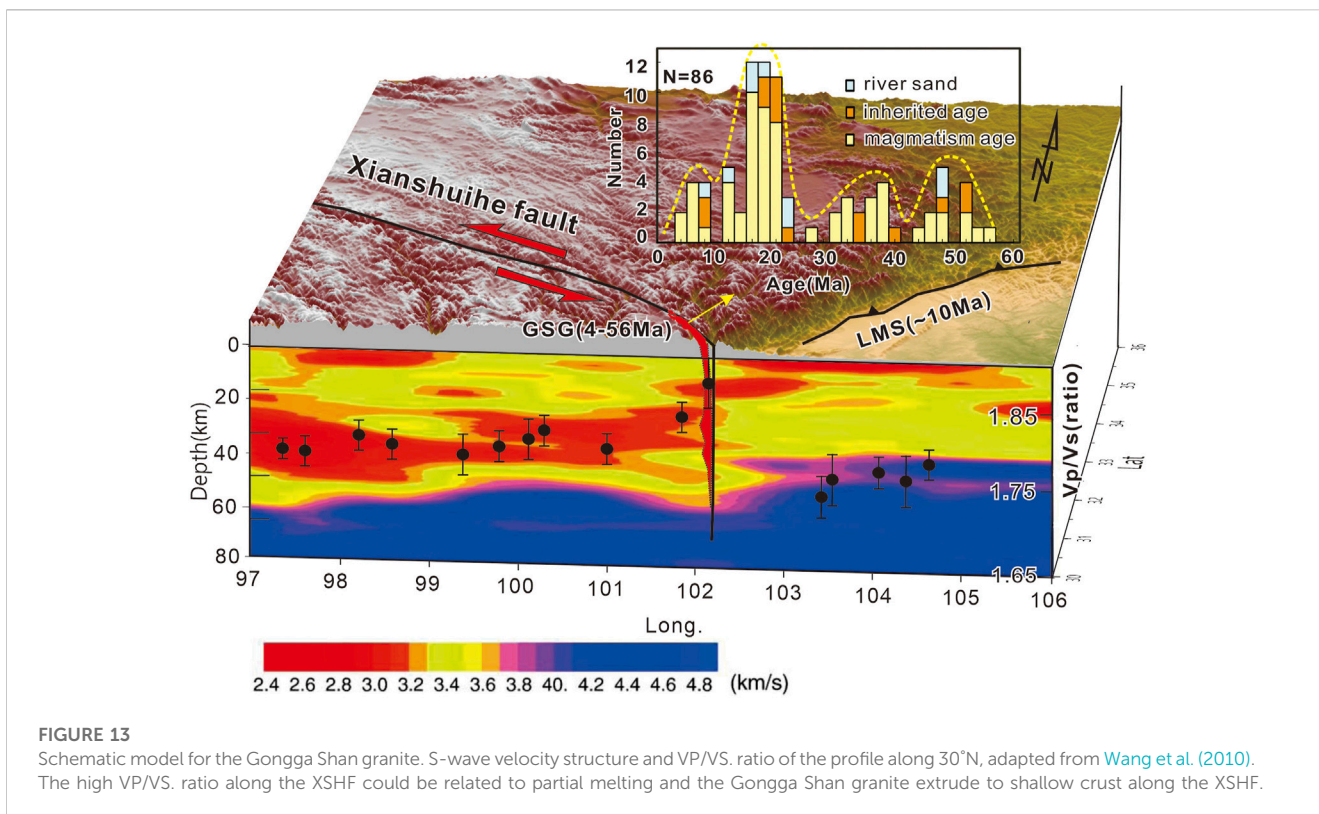 12
N=86
river sand
10
inherited age
8
magmatism age
Number
6
4
2
0
0 10 20 30 40 50 60
Age(Ma)
N
Xianshuihe fault
GSG(4-56Ma)
LMS(~10Ma)
0
20
40
60
80
Depth(km)
1.85
1.75
1.65
Vp/Vs(ratio)
36
35
34
33
32
31
30
Lat
97 98 99 100 101 102 103 104 105 106
Long.
2.4 2.6 2.8 3.0 3.2 3.4 3.6 3.8 40. 4.2 4.4 4.6 4.8 (km/s)
FIGURE 13
Schematic model for the Gongga Shan granite. S-wave velocity structure and VP/VS. ratio of the profile along 30°N, adapted from Wang et al. (2010).
The high VP/VS. ratio along the XSHF could be related to partial melting and the Gongga Shan granite extrude to shallow crust along the XSHF.